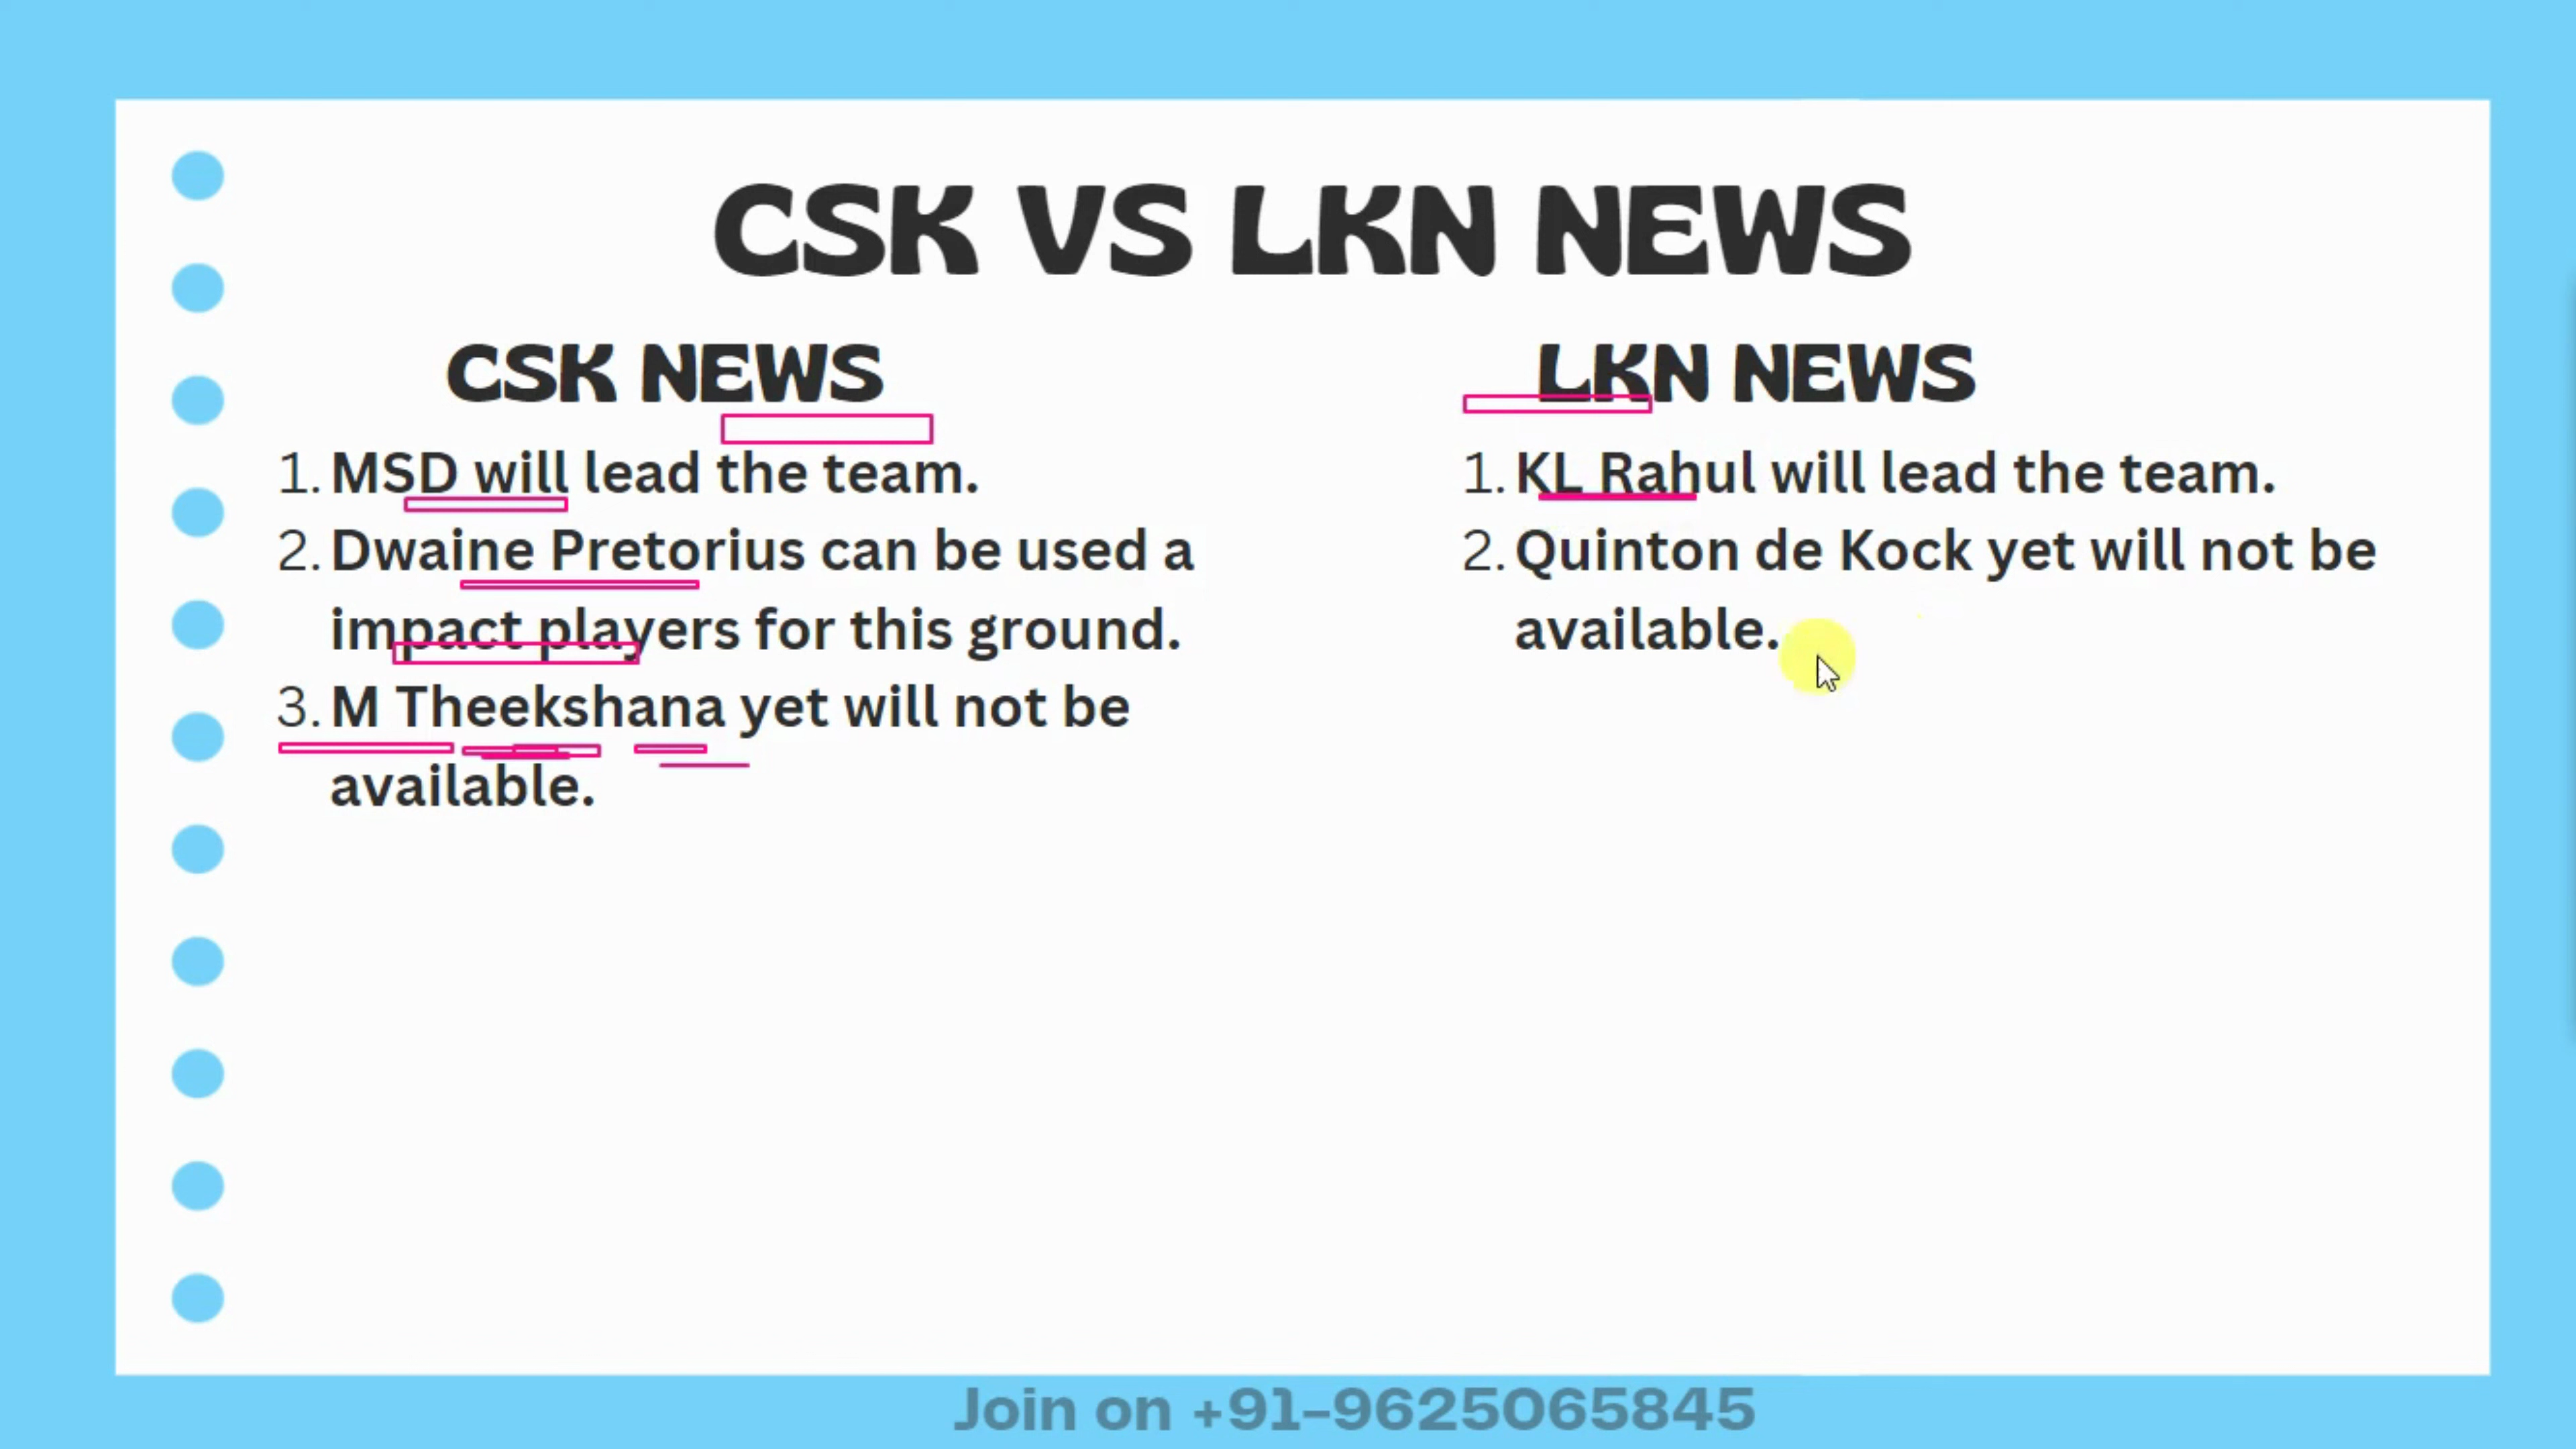 CSK VS LKN NEWS
CSK NEWS
1. MSD will lead the team.
2. Dwaine Pretorius can be used a
impact players for this ground.
3. M Theekshana yet will not be
available.
LKN NEWS
1. KL Rahul will lead the team.
2. Quinton de Kock yet will not be
available.
Join on +91-9625065845